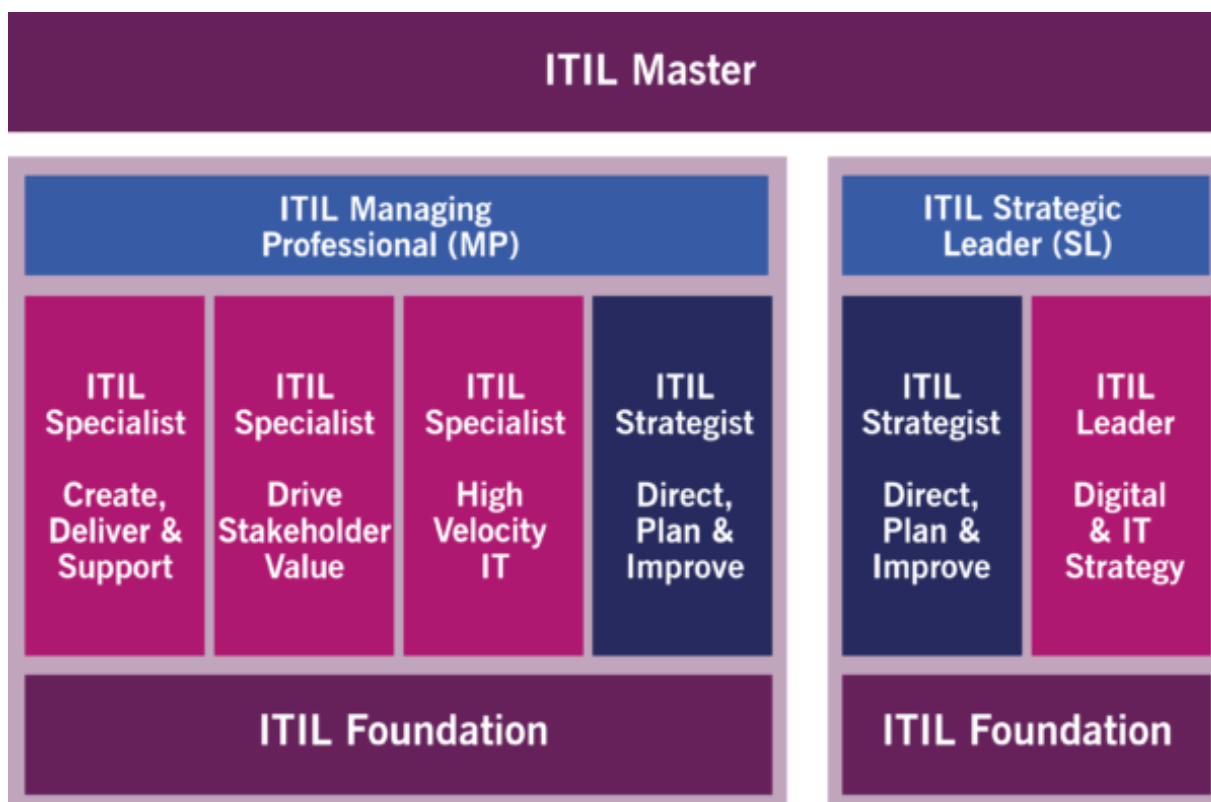 ITIL Master
ITIL Managing
Professional (MP)
ITIL Specialist
Create,
Deliver &
Support
ITIL
Specialist
Drive
Stakeholder
Value
ITIL
Specialist
High
Velocity
IT
ITIL
Strategist
Direct,
Plan &
Improve
ITIL Foundation
ITIL Strategic
Leader (SL)
ITIL
Strategist
Direct,
Plan &
Improve
ITIL
Leader
Digital
& IT
Strategy
ITIL Foundation